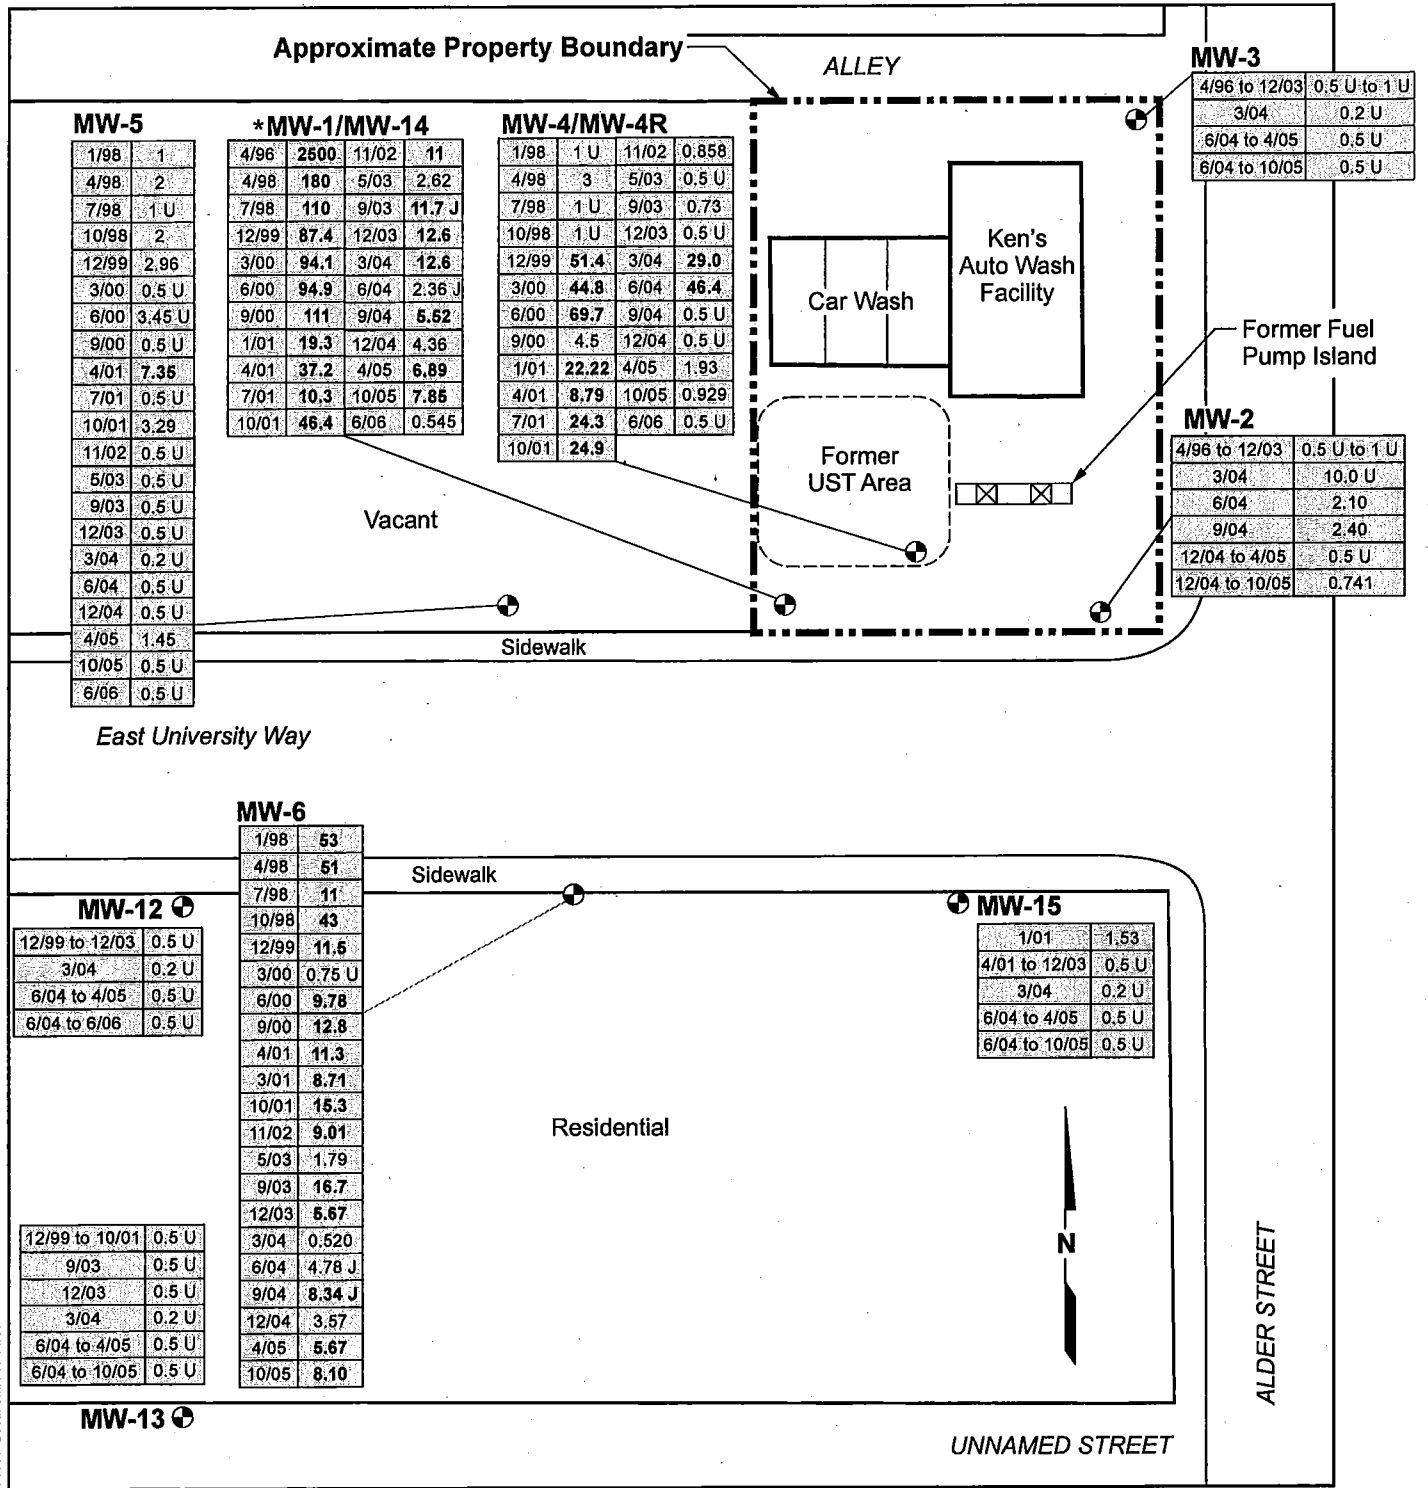 Approximate Property Boundary
ALLEY
MW-3
4/96 to 12/03 0.5 U to 1 U
3/04 0.2 U
6/04 to 4/05 0.5 U
6/04 to 10/05 0.5 U
MW-5
1/98 1
4/98 2
7/98 1 U
10/98 2
12/99 2.96
3/00 0.5 U
6/00 3.45 U
9/00 0.5 U
4/01 7.35
7/01 0.5 U
10/01 3.29
11/02 0.5 U
5/03 0.5 U
9/03 0.5 U
12/03 0.5 U
3/04 0.2 U
6/04 0.5 U
12/04 0.5 U
4/05 1.45
10/05 0.5 U
6/06 0.5 U
*MW-1/MW-14
4/96 2500 11/02 11
4/98 180 5/03 2.62
7/98 110 9/03 11.7 J
12/99 87.4 12/03 12.6
3/00 94.1 3/04 12.6
6/00 94.9 6/04 2.36 J
9/00 111 9/04 5.52
1/01 19.3 12/04 4.36
4/01 37.2 4/05 6.89
7/01 10.3 10/05 7.85
10/01 46.4 6/06 0.545
MW-4/MW-4R
1/98 1 U 11/02 0.858
4/98 3 5/03 0.5 U
7/98 1 U 9/03 0.73
10/98 1 U 12/03 0.5 U
12/99 51.4 3/04 29.0
3/00 44.8 6/04 46.4
6/00 69.7 9/04 0.5 U
9/00 4.5 12/04 0.5 U
1/01 22.22 4/05 1.93
4/01 8.79 10/05 0.929
7/01 24.3 6/06 0.5 U
10/01 24.9
Car Wash
Ken's
Auto Wash
Facility
Former Fuel
Pump Island
Former
UST Area
MW-2
4/96 to 12/03 0.5 U to 1 U
3/04 10.0 U
6/04 2.10
9/04 2.40
12/04 to 4/05 0.5 U
12/04 to 10/05 0.741
Vacant
Sidewalk
East University Way
MW-6
1/98 53
4/98 51
7/98 11
10/98 43
12/99 11.5
3/00 0.75 U
6/00 9.78
9/00 12.8
4/01 11.3
3/01 8.71
10/01 15.3
11/02 9.01
5/03 1.79
9/03 16.7
12/03 5.67
3/04 0.520
6/04 4.78 J
9/04 8.34 J
12/04 3.57
4/05 5.67
10/05 8.10
Sidewalk
MW-12
12/99 to 12/03 0.5 U
3/04 0.2 U
6/04 to 4/05 0.5 U
6/04 to 6/06 0.5 U
MW-15
1/01 1.53
4/01 to 12/03 0.5 U
3/04 0.2 U
6/04 to 4/05 0.5 U
6/04 to 10/05 0.5 U
Residential
12/99 to 10/01 0.5 U
9/03 0.5 U
12/03 0.5 U
3/04 0.2 U
6/04 to 4/05 0.5 U
6/04 to 10/05 0.5 U
MW-13
N
ALDER STREET
UNNAMED STREET